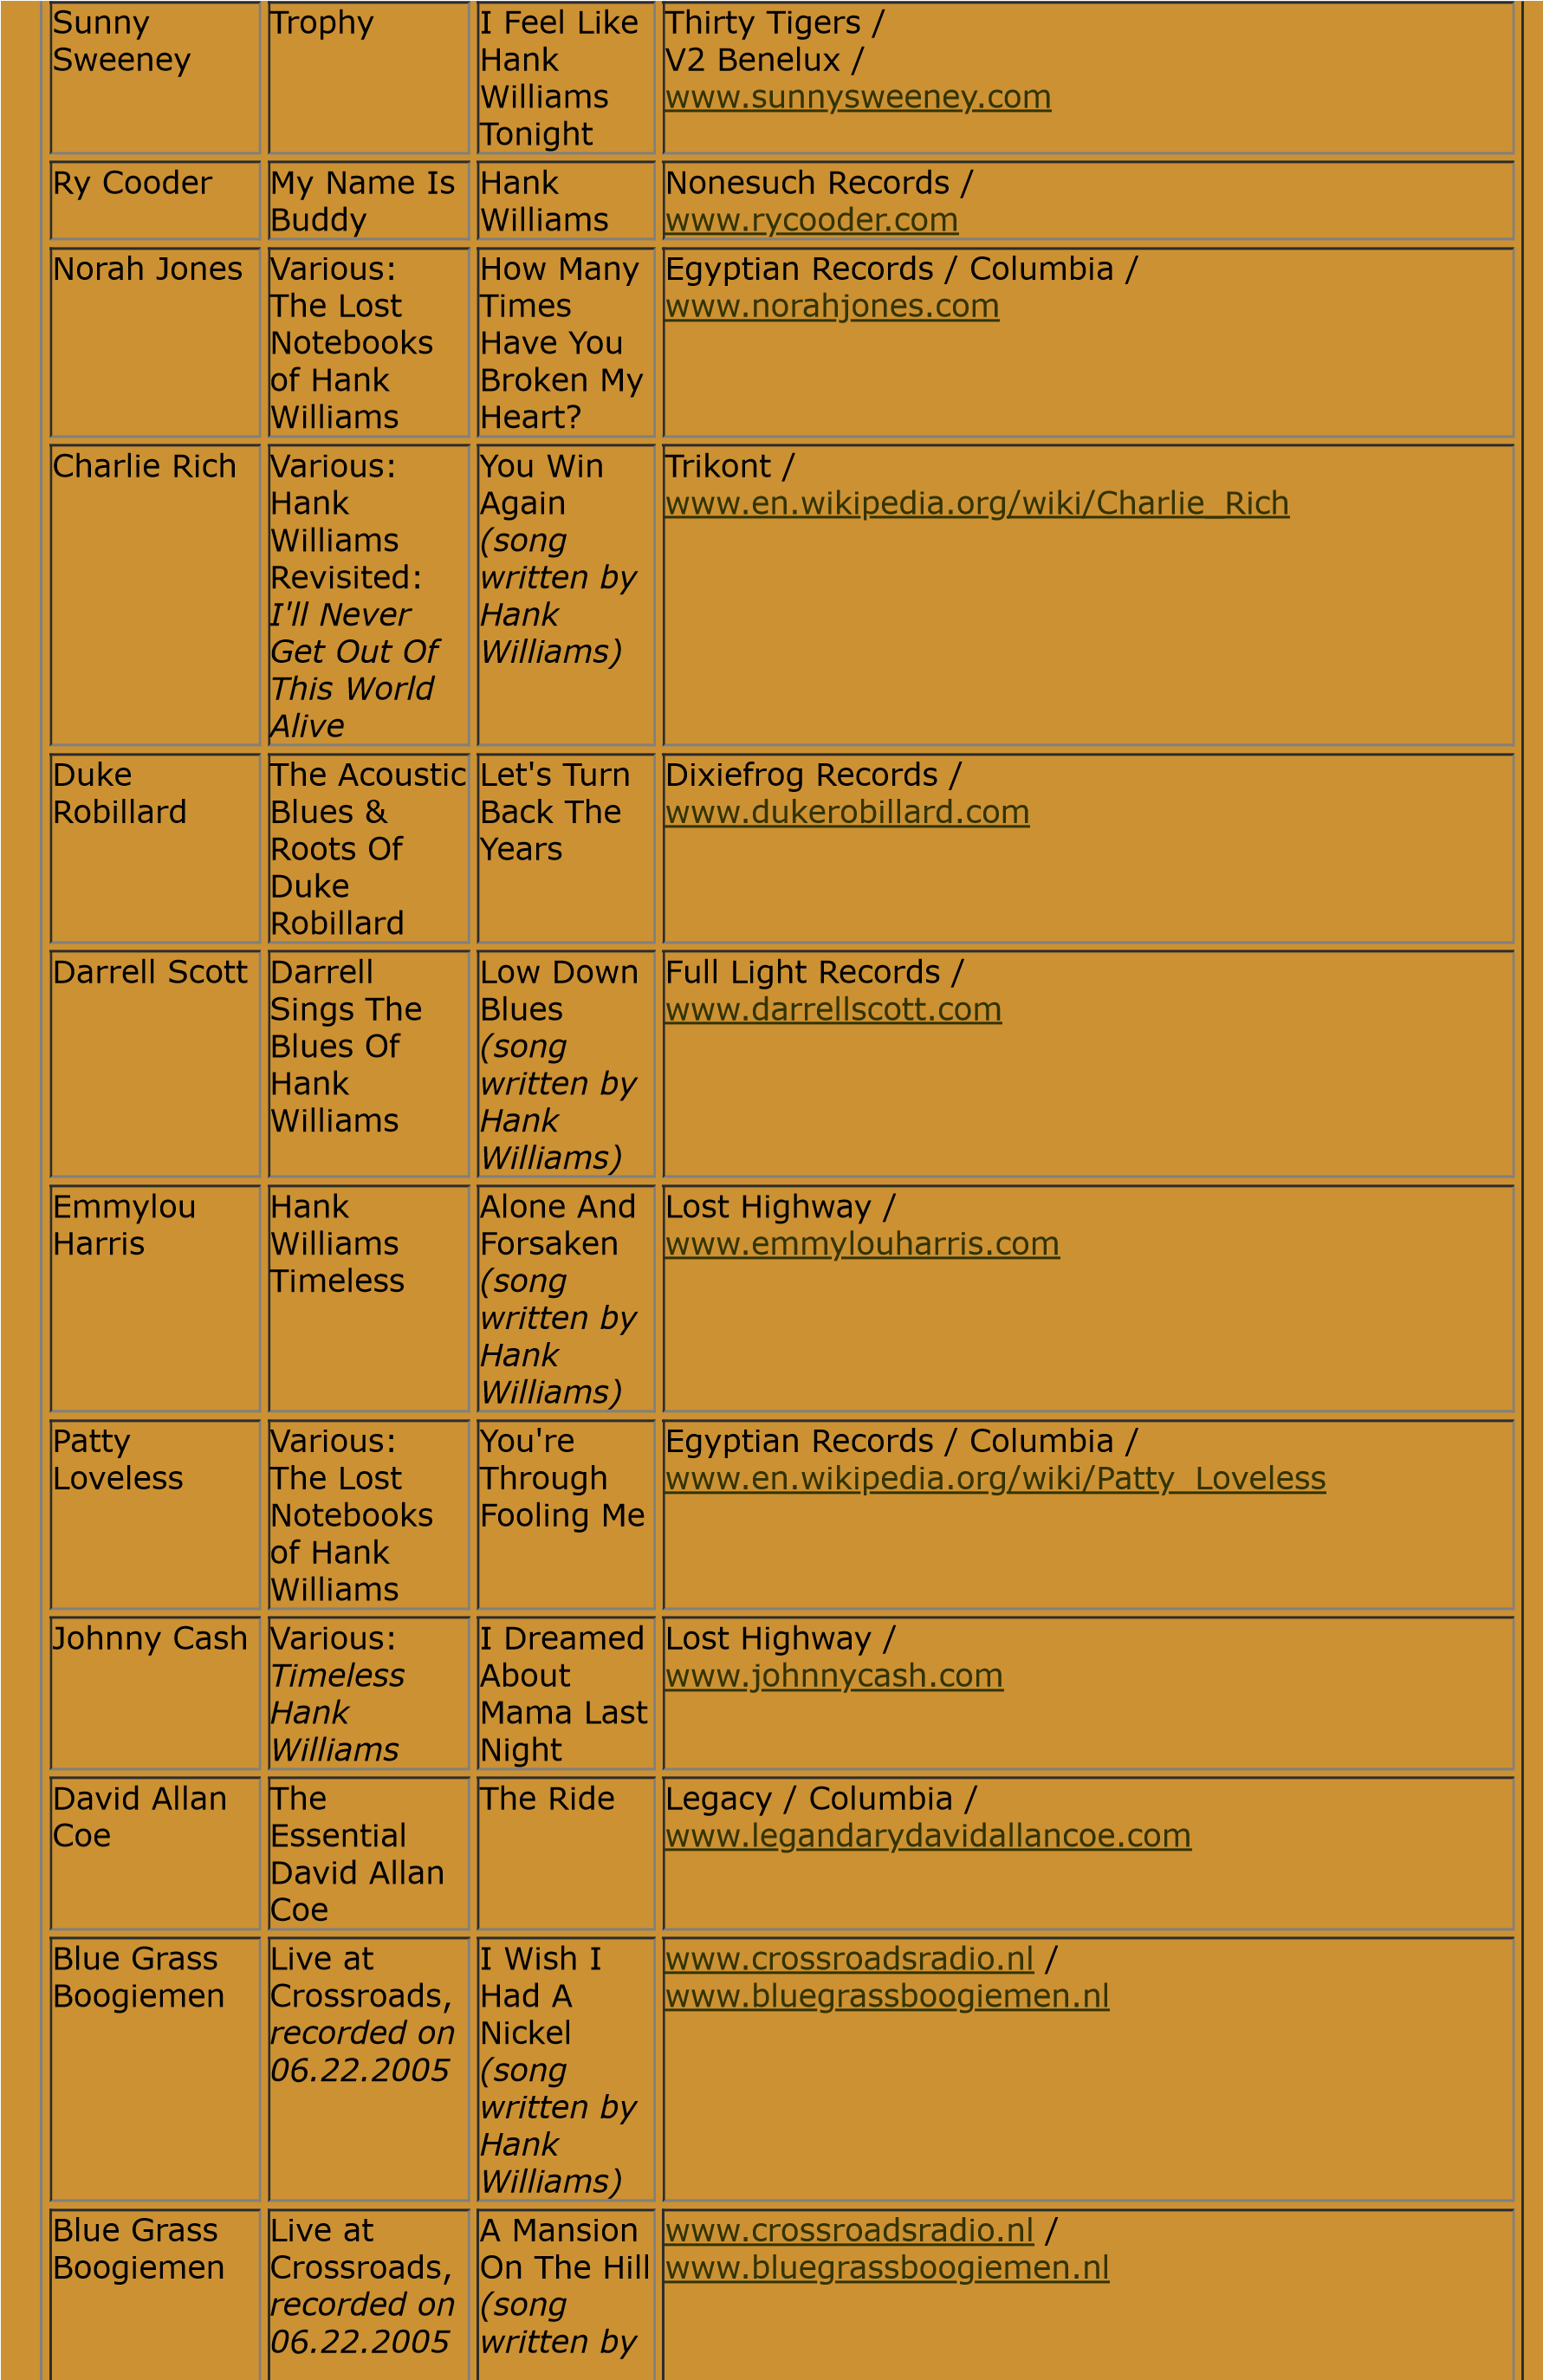 Sunny
Sweeney
Trophy
I Feel Like
Hank
Williams
Tonight
Thirty Tigers /
V2 Benelux /
www.sunnysweeney.com
Ry Cooder
My Name Is
Buddy
Hank
Williams
Nonesuch Records /
www.rycooder.com
Norah Jones
Various:
The Lost
Notebooks
of Hank
Williams
How Many
Times
Have You
Broken My
Heart?
Egyptian Records / Columbia /
www.norahjones.com
Charlie Rich
Various:
Hank
Williams
Revisited:
I'll Never
Get Out Of
This World
Alive
You Win
Again
(song
written by
Hank
Williams)
Trikont /
www.en.wikipedia.org/wiki/Charlie_Rich
Duke
Robillard
The Acoustic
Blues &
Roots Of
Duke
Robillard
Let's Turn
Back The
Years
Dixiefrog Records /
www.dukerobillard.com
Darrell Scott
Darrell
Sings The
Blues Of
Hank
Williams
Low Down
Blues
(song
written by
Hank
Williams)
Full Light Records /
www.darrellscott.com
Emmylou
Harris
Hank
Williams
Timeless
Alone And
Forsaken
(song
written by
Hank
Williams)
Lost Highway /
www.emmylouharris.com
Patty
Loveless
Various:
The Lost
Notebooks
of Hank
Williams
You're
Through
Fooling Me
Egyptian Records / Columbia /
www.en.wikipedia.org/wiki/Patty_Loveless
Johnny Cash
Various:
Timeless
Hank
Williams
I Dreamed
About
Mama Last
Night
Lost Highway /
www.johnnycash.com
David Allan
Coe
The
Essential
David Allan
Coe
The Ride
Legacy / Columbia /
www.legandarydavidallancoe.com
Blue Grass
Boogiemen
Live at
Crossroads,
recorded on
06.22.2005
I Wish I
Had A
Nickel
(song
written by
Hank
Williams)
www.crossroadsradio.nl /
www.bluegrassboogiemen.nl
Blue Grass
Boogiemen
Live at
Crossroads,
recorded on
06.22.2005
A Mansion
On The Hill
(song
written by
www.crossroadsradio.nl /
www.bluegrassboogiemen.nl